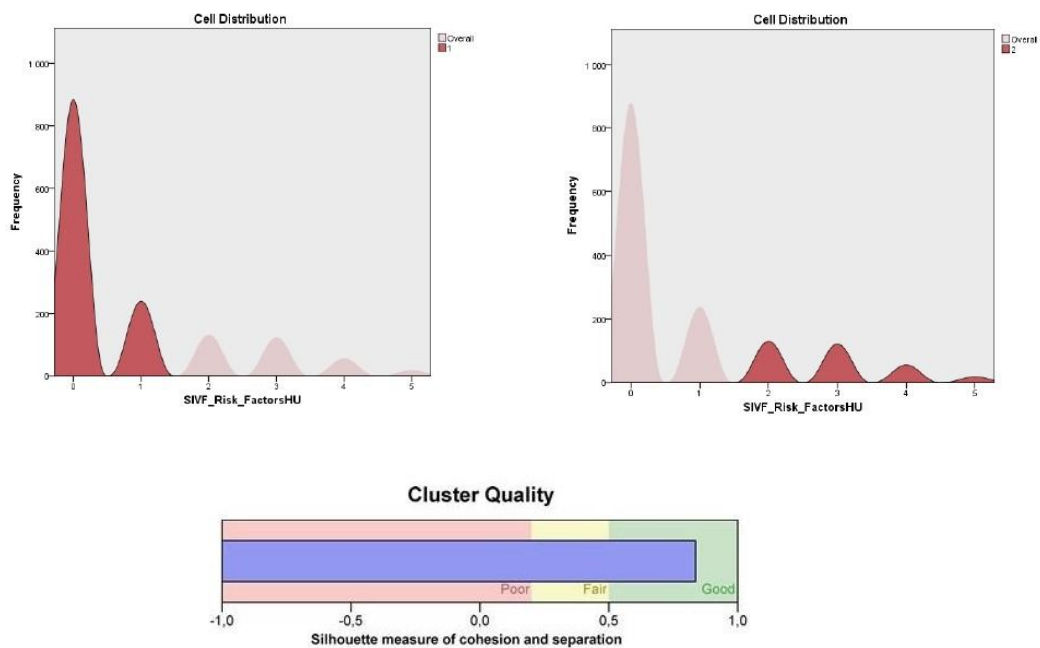 Cell Distribution
Overall
1
1 000
800
600
400
200
0
Frequency
0 1 2 3 4 5
SIVF_Risk_FactorsHU
Cell Distribution
Overall
2
1 000
800
600
400
200
0
Frequency
0 1 2 3 4 5
SIVF_Risk_FactorsHU
Cluster Quality
Poor Fair Good
-1,0 -0,5 0,0 0,5 1,0
Silhouette measure of cohesion and separation